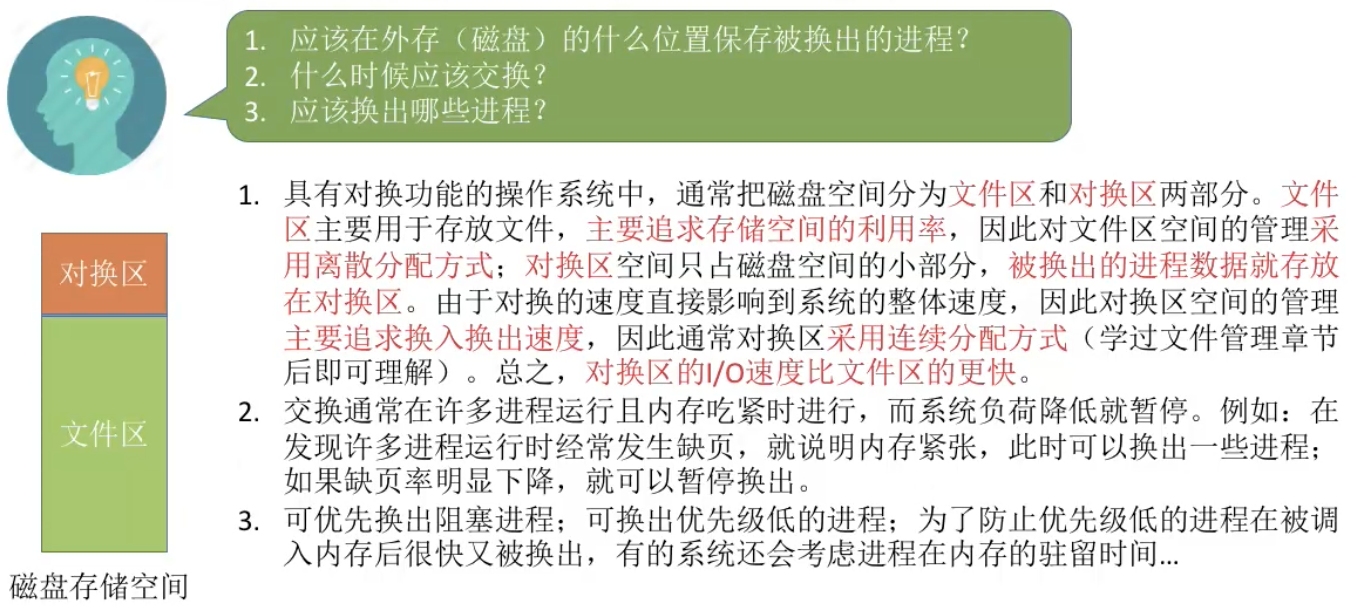 1. 应该在外存（磁盘）的什么位置保存被换出的进程？
2. 什么时候应该交换？
3. 应该换出哪些进程？
1. 具有对换功能的操作系统中，通常把磁盘空间分为文件区和对换区两部分。文件
区主要用于存放文件，主要追求存储空间的利用率，因此对文件区空间的管理采
用离散分配方式；对换区空间只占磁盘空间的小部分，被换出的进程数据就存放
在对换区。由于对换的速度直接影响到系统的整体速度，因此对换区空间的管理
主要追求换入换出速度，因此通常对换区采用连续分配方式（学过文件管理章节
后即可理解）。总之，对换区的I/O速度比文件区的更快。
2. 交换通常在许多进程运行且内存吃紧时进行，而系统负荷降低就暂停。例如：在
发现许多进程运行时经常发生缺页，就说明内存紧张，此时可以换出一些进程；
如果缺页率明显下降，就可以暂停换出。
3. 可优先换出阻塞进程；可换出优先级低的进程；为了防止优先级低的进程在被调
入内存后很快又被换出，有的系统还会考虑进程在内存的驻留时间…
对换区
文件区
磁盘存储空间